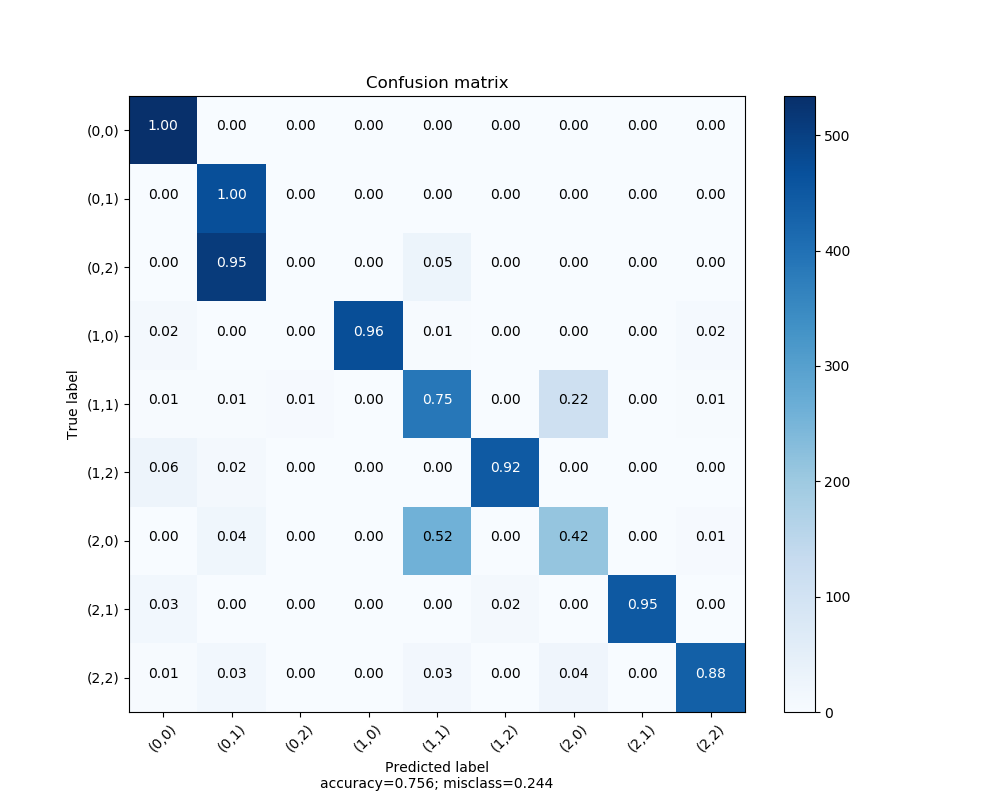 Confusion matrix
(0,0) 1.00 0.00 0.00 0.00 0.00 0.00 0.00 0.00 0.00
(0,1) 0.00 1.00 0.00 0.00 0.00 0.00 0.00 0.00 0.00
(0,2) 0.00 0.95 0.00 0.00 0.05 0.00 0.00 0.00 0.00
(1,0) 0.02 0.00 0.00 0.96 0.01 0.00 0.00 0.00 0.02
(1,1) 0.01 0.01 0.01 0.00 0.75 0.00 0.22 0.00 0.01
(1,2) 0.06 0.02 0.00 0.00 0.00 0.92 0.00 0.00 0.00
(2,0) 0.00 0.04 0.00 0.00 0.52 0.00 0.42 0.00 0.01
(2,1) 0.03 0.00 0.00 0.00 0.00 0.02 0.00 0.95 0.00
(2,2) 0.01 0.03 0.00 0.00 0.03 0.00 0.04 0.00 0.88
(0,0) (0,1) (0,2) (1,0) (1,1) (1,2) (2,0) (2,1) (2,2)
True label
Predicted label
accuracy=0.756; misclass=0.244
500
400
300
200
100
0